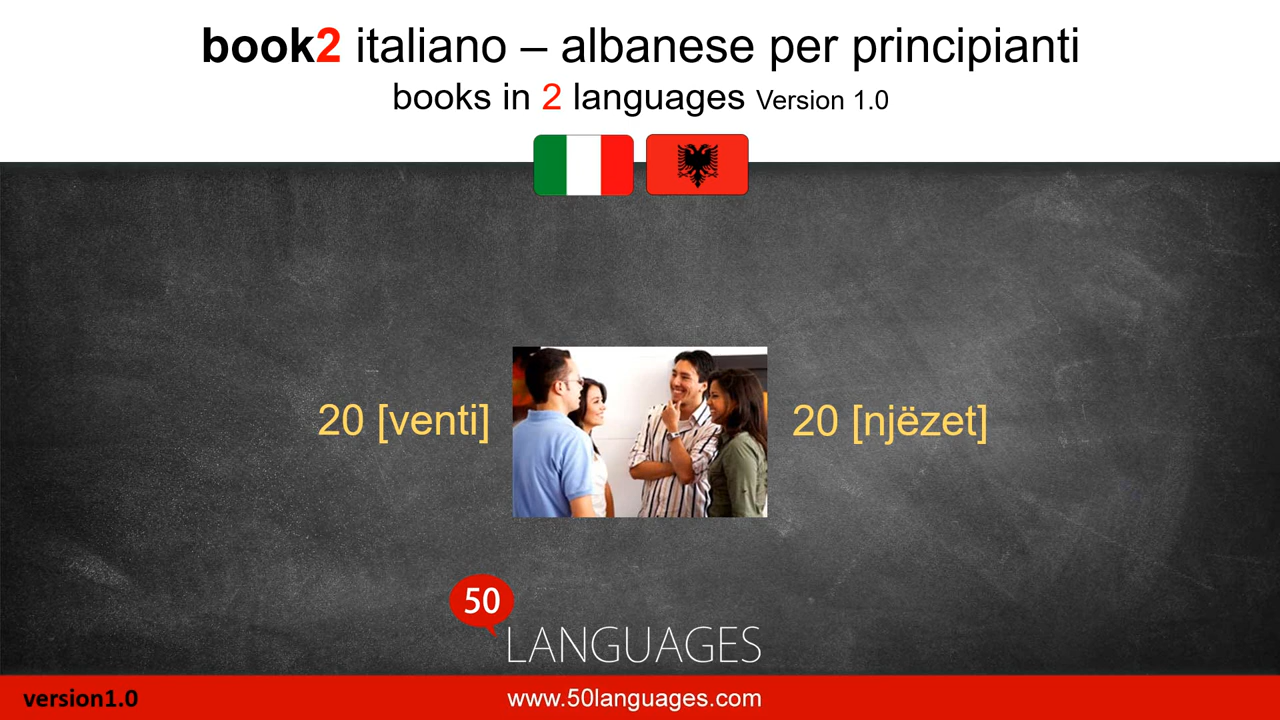 book2 italiano – albanese per principianti
books in 2 languages Version 1.0
20 [venti]
20 [njëzet]
50
LANGUAGES
version1.0
www.50languages.com